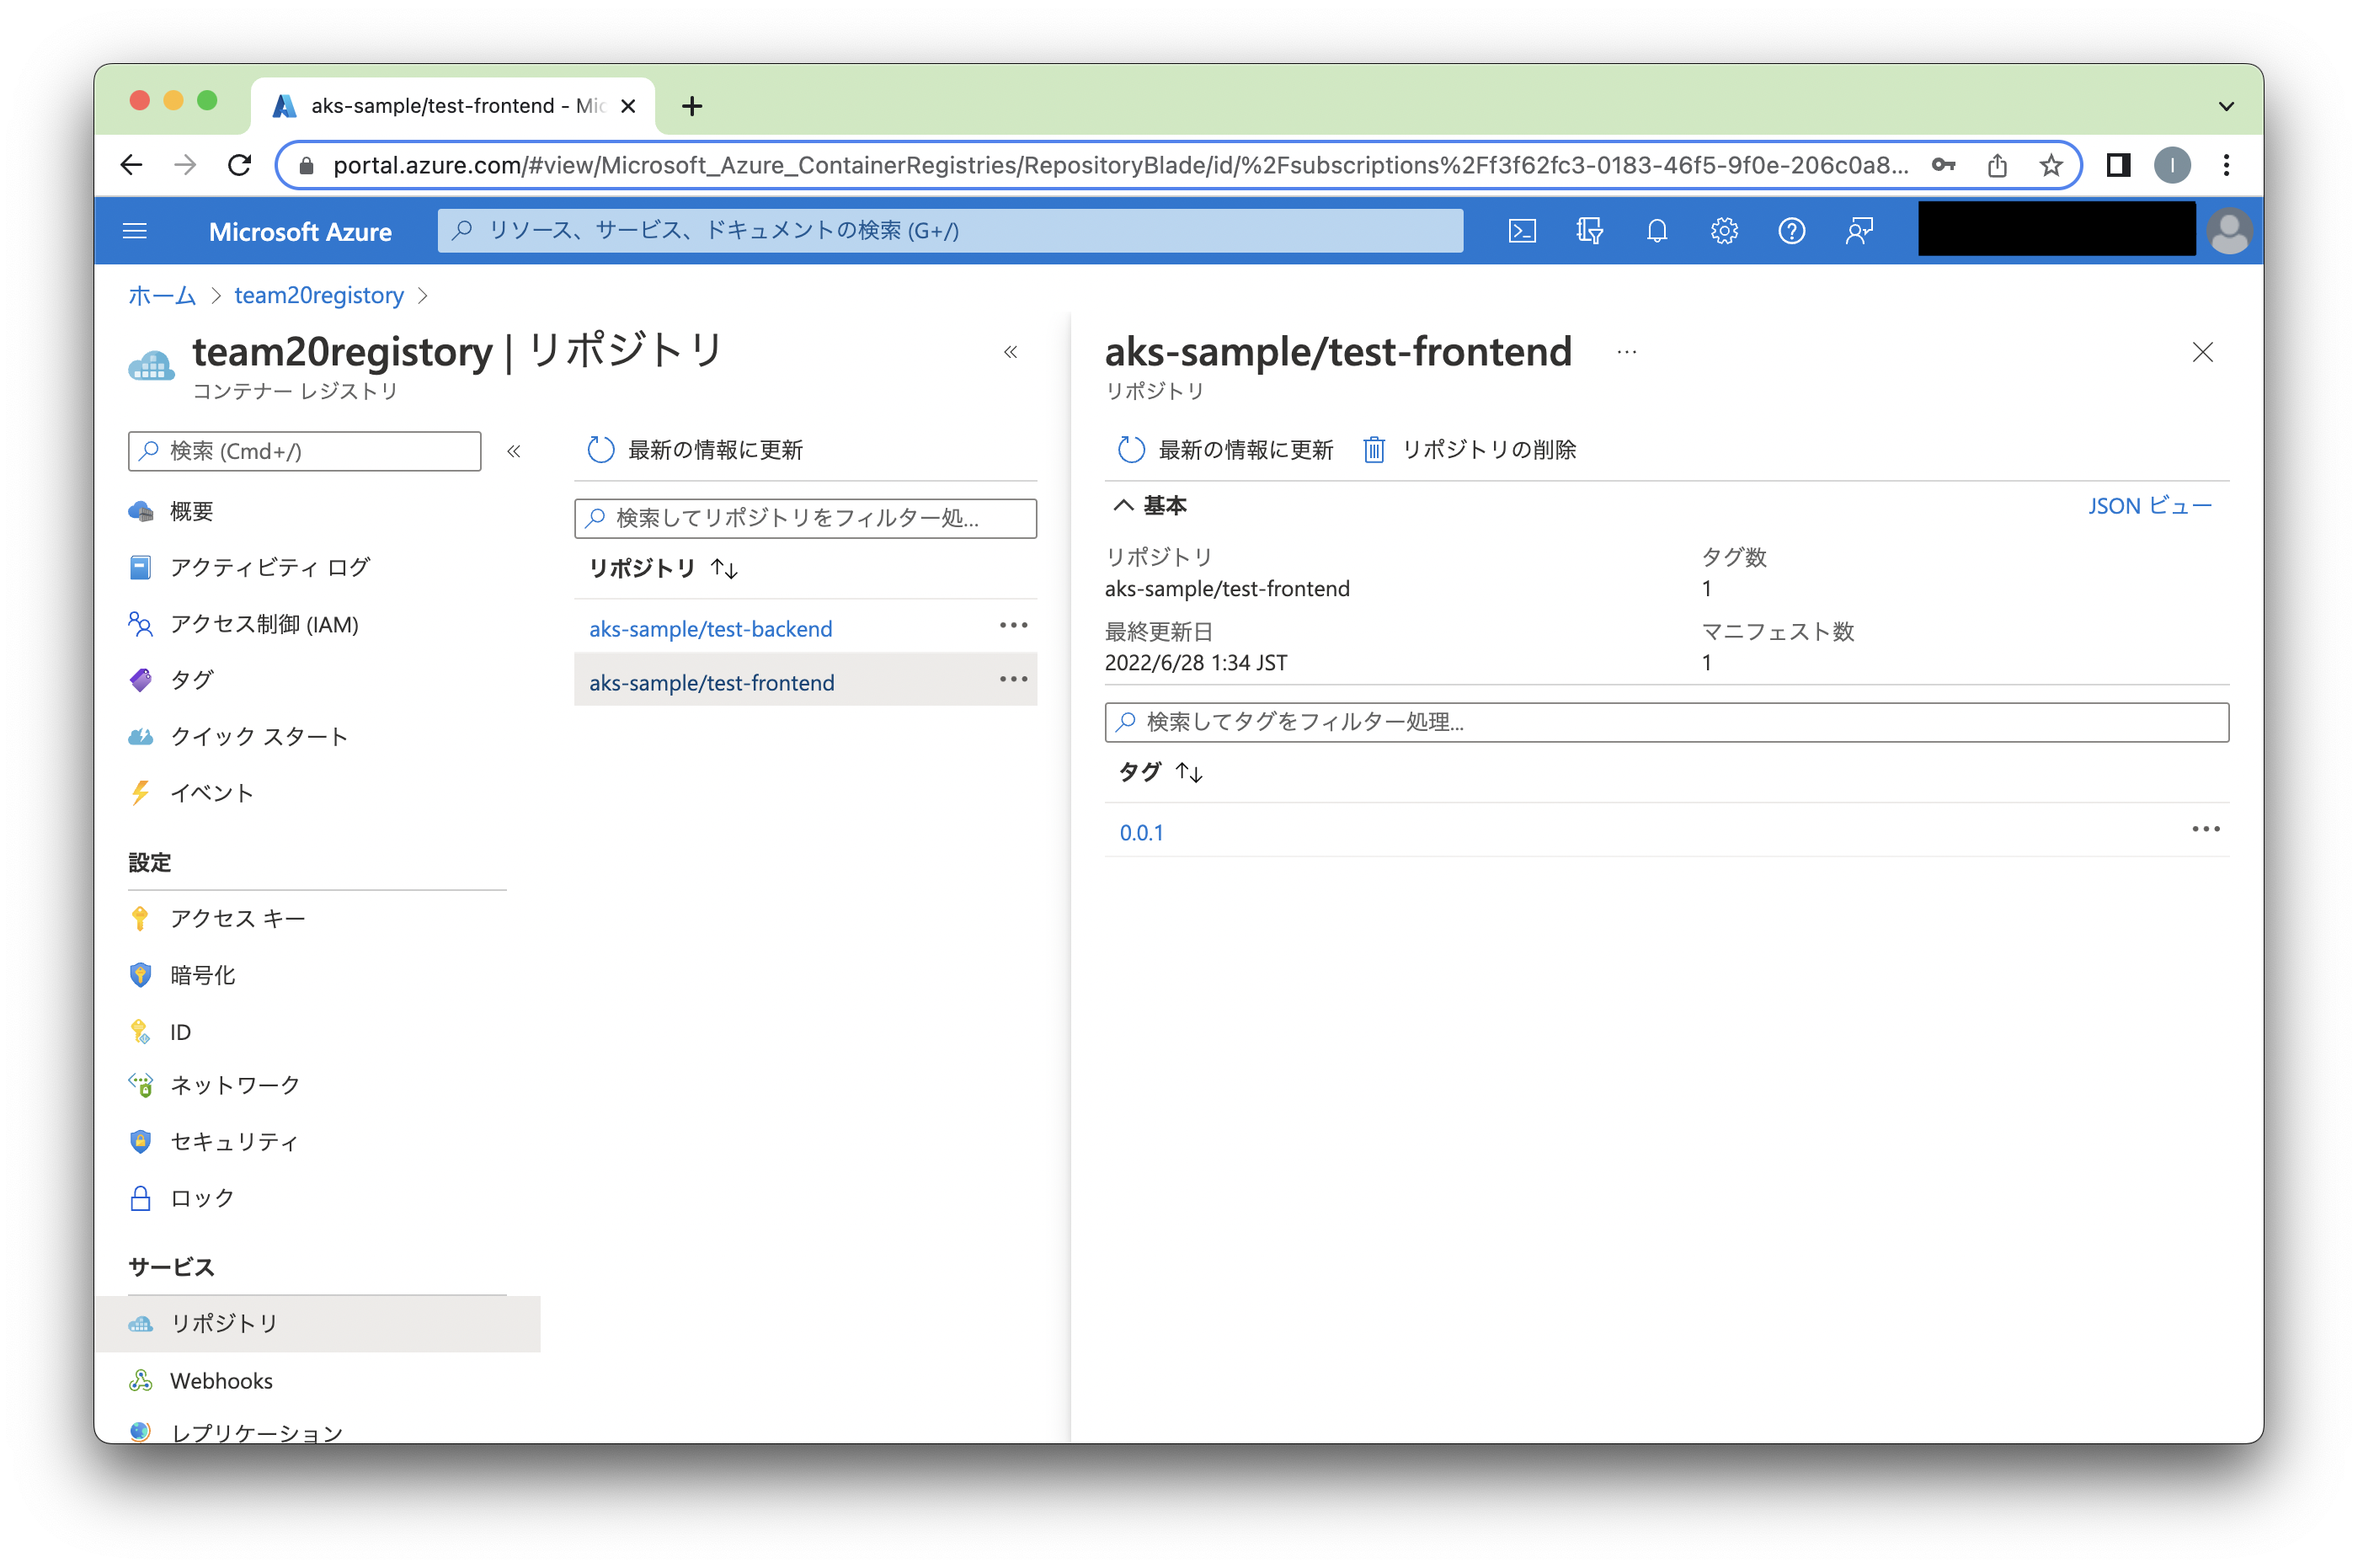 aks-sample/test-frontend - Mic
portal.azure.com/#view/Microsoft_Azure_ContainerRegistries/RepositoryBlade/id/%2Fsubscriptions%2Ff3f62fc3-0183-46f5-9f0e-206c0a8...
I
Microsoft Azure
リソース、サービス、ドキュメントの検索 (G+/)
ホーム > team20registory >
team20registory | リポジトリ
コンテナー レジストリ
検索 (Cmd+/)
概要
アクティビティ ログ
アクセス制御 (IAM)
タグ
クイック スタート
イベント
設定
アクセス キー
暗号化
ID
ネットワーク
セキュリティ
ロック
サービス
リポジトリ
Webhooks
レプリケーション
最新の情報に更新
検索してリポジトリをフィルター処...
リポジトリ ↑↓
aks-sample/test-backend
aks-sample/test-frontend
aks-sample/test-frontend ...
リポジトリ
最新の情報に更新 リポジトリの削除
基本 JSON ビュー
リポジトリ
aks-sample/test-frontend
タグ数
1
最終更新日
2022/6/28 1:34 JST
マニフェスト数
1
検索してタグをフィルター処理...
タグ ↑↓
0.0.1